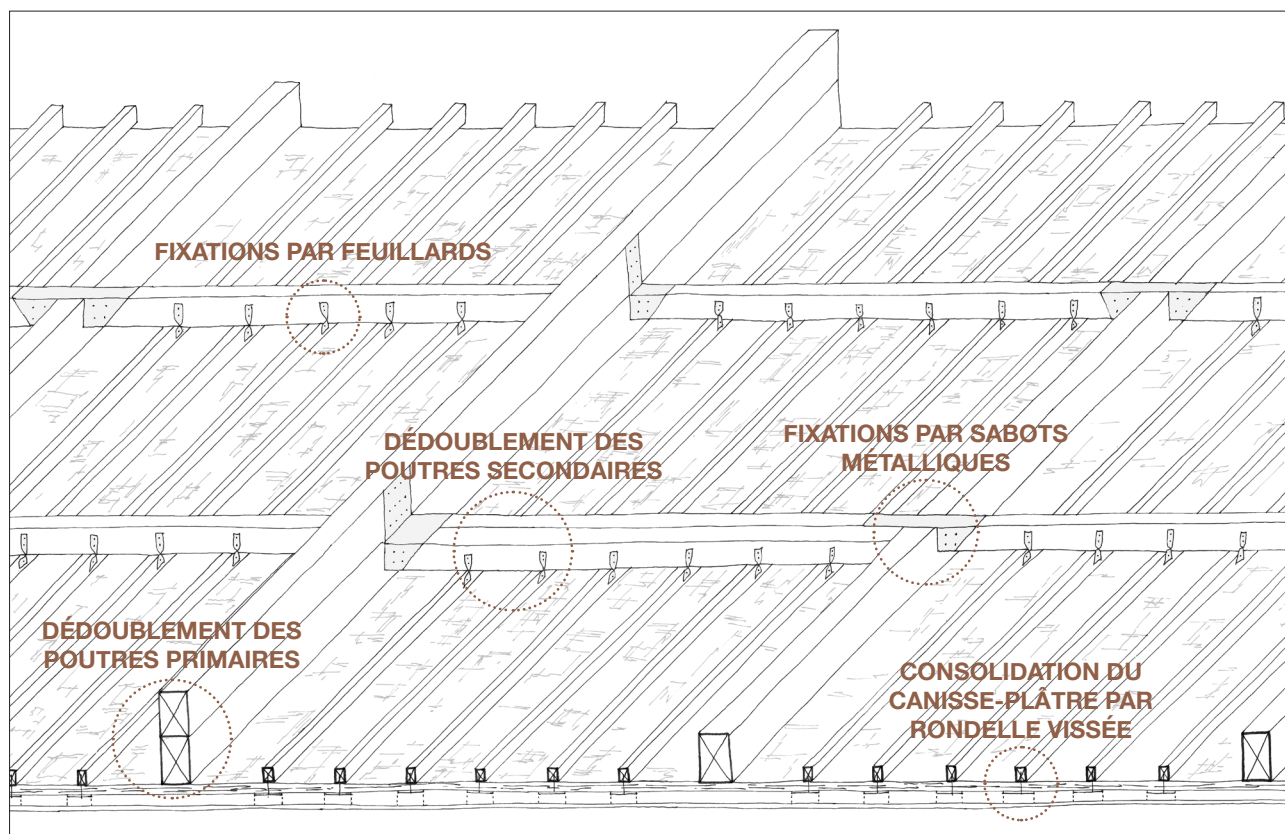 FIXATIONS PAR FEUILLARDS
DÉDOUBLEMENT DES
POUTRES SECONDAIRES
FIXATIONS PAR SABOTS
MÉTALLIQUES
DÉDOUBLEMENT DES
POUTRES PRIMAIRES
CONSOLIDATION DU
CANISSE-PLÂTRE PAR
RONDELLE VISSÉE